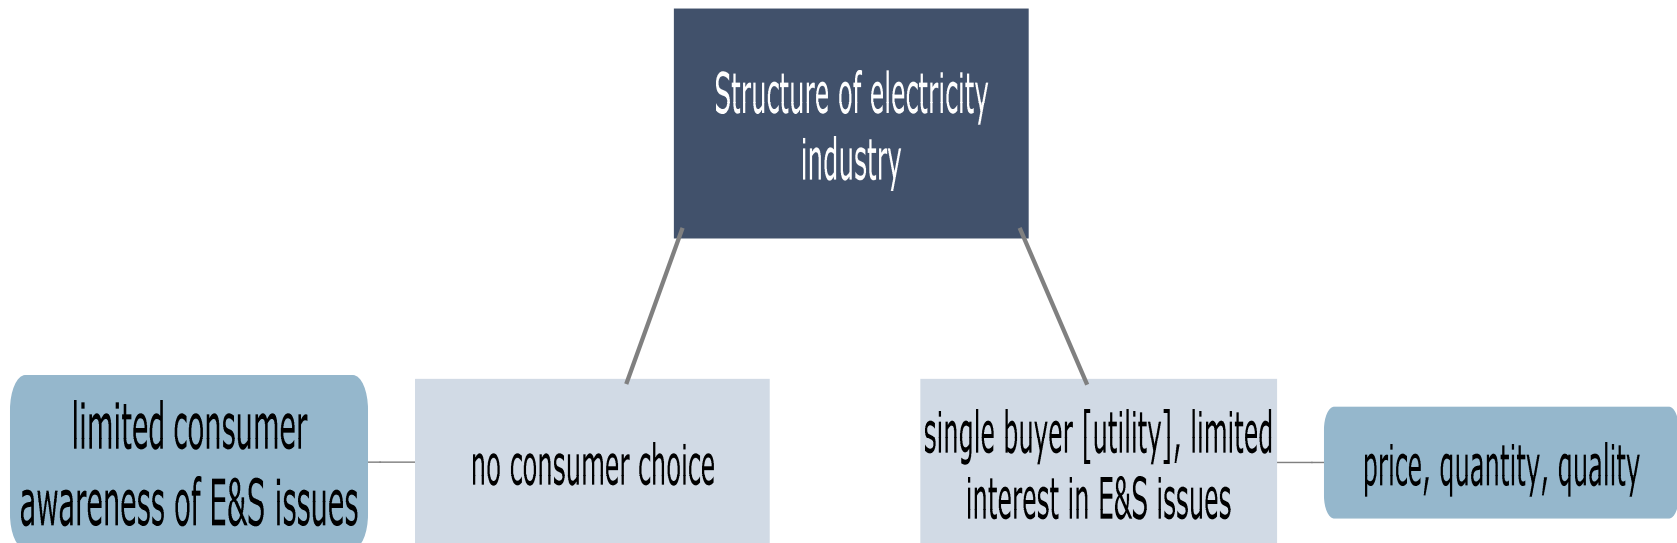 Structure of electricity
industry
limited consumer
awareness of E&S issues
no consumer choice
single buyer [utility], limited
interest in E&S issues
price, quantity, quality